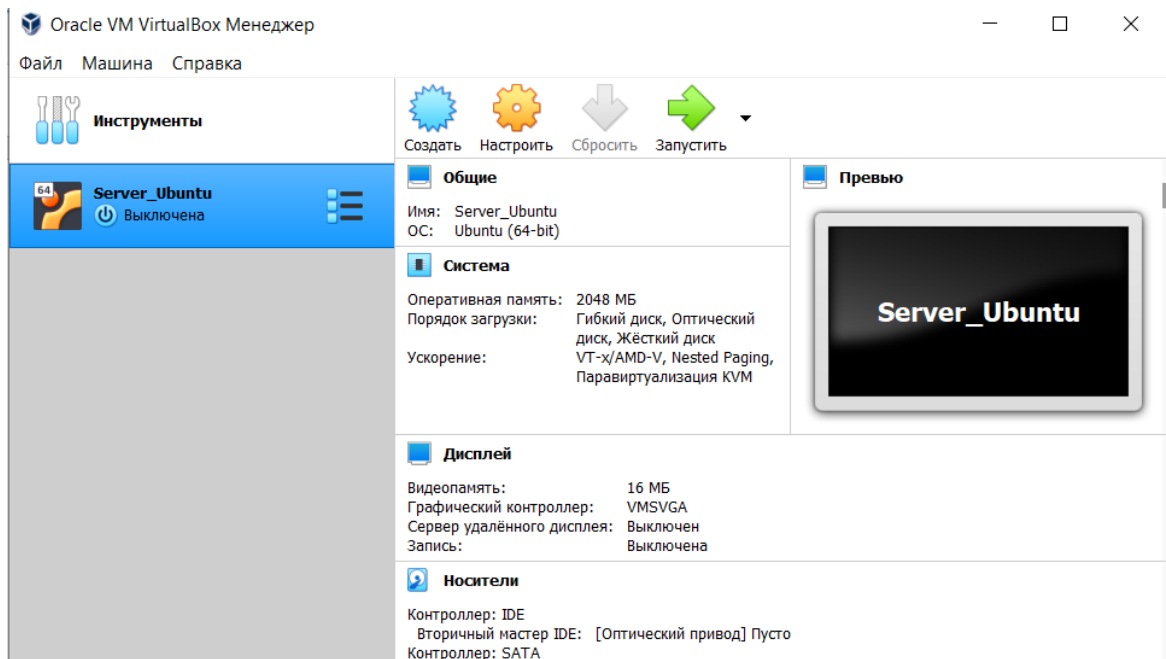 Oracle VM VirtualBox Менеджер
Файл Машина Справка
Инструменты
Создать Настроить Сбросить Запустить
64
Server_Ubuntu
Выключена
Общие
Имя: Server_Ubuntu
ОС: Ubuntu (64-bit)
Превью
Server_Ubuntu
Система
Оперативная память: 2048 МБ
Порядок загрузки: Гибкий диск, Оптический
диск, Жёсткий диск
Ускорение: VT-x/AMD-V, Nested Paging,
Паравиртуализация KVM
Дисплей
Видеопамять: 16 МБ
Графический контроллер: VMSVGA
Сервер удалённого дисплея: Выключен
Запись: Выключена
Носители
Контроллер: IDE
Вторичный мастер IDE: [Оптический привод] Пусто
Контроллер: SATA